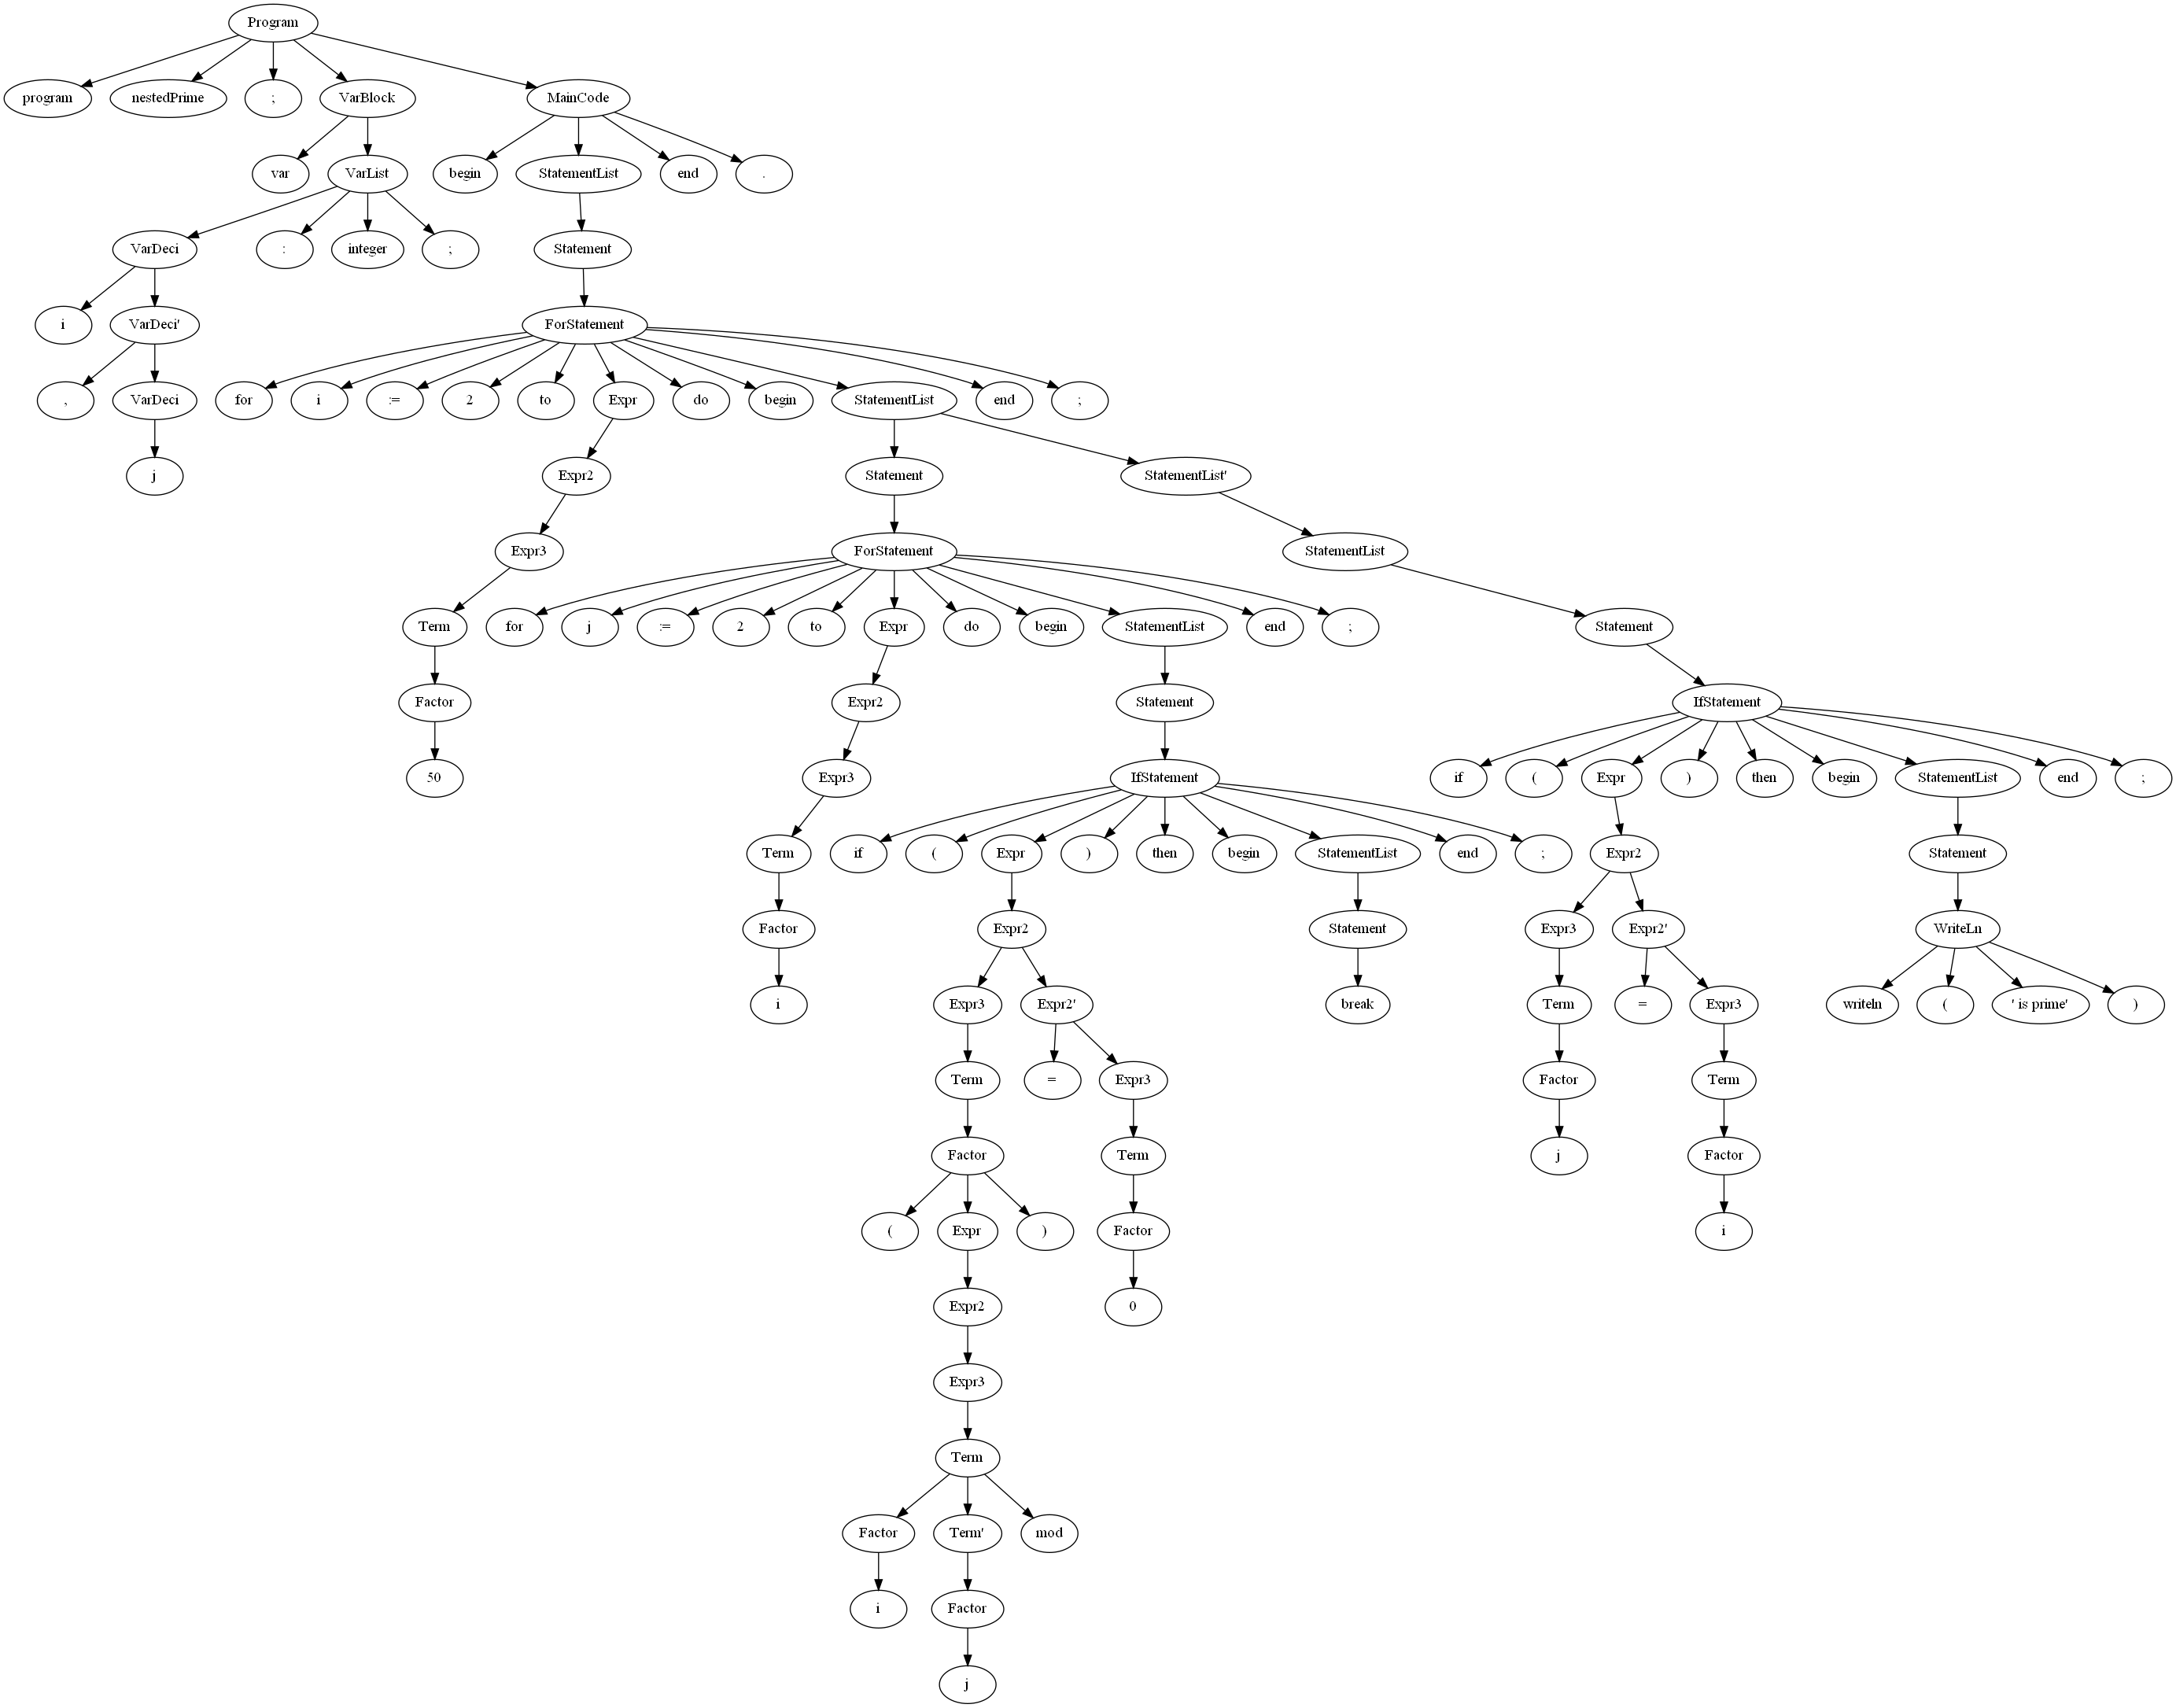 Program
program nestedPrime ; VarBlock MainCode
var VarList begin StatementList end .
VarDeci : integer ; Statement
i VarDeci' ForStatement
, VarDeci for i := 2 to Expr do begin StatementList end ;
j Expr2 Statement StatementList'
Expr3 ForStatement StatementList
Term for j := 2 to Expr do begin StatementList end ; Statement
Factor Expr2 Statement IfStatement
50 Expr3 IfStatement if ( Expr ) then begin StatementList end ;
Term if ( Expr ) then begin StatementList end ; Expr2 Statement
Factor Expr2 Statement Expr3 Expr2' WriteLn
i Expr3 Expr2' break Term = Expr3 writeln ( ' is prime' )
Term = Expr3 Factor Term
Factor Term j Factor
( Expr ) Factor i
Expr2 0
Expr3
Term
Factor Term' mod
i Factor
j